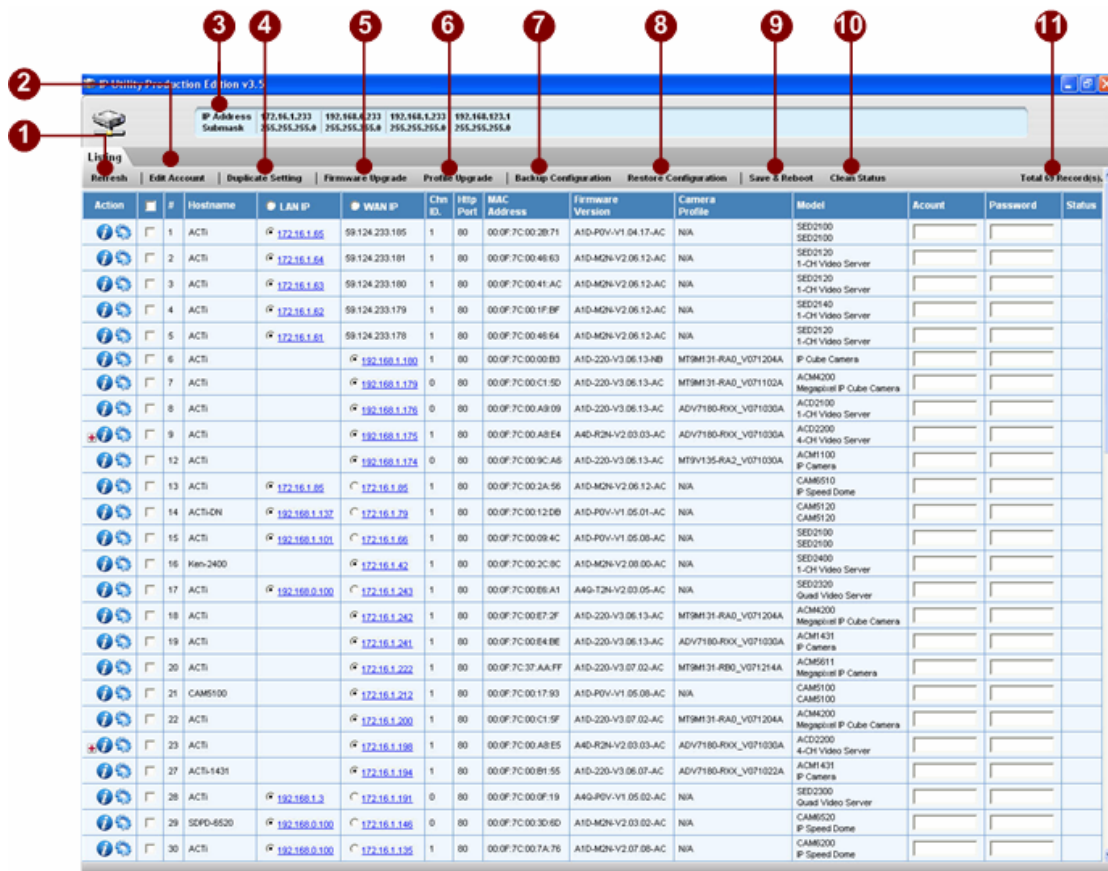 3 4 5 6 7 8 9 10 11
2
IP Utility Production Edition v3.5
IP Address 172.16.1.233 192.168.0.233 192.168.1.233 192.168.123.1
Submask 255.255.255.0 255.255.255.0 255.255.255.0 255.255.255.0
1
Listing
Refresh | Edit Account | Duplicate Setting | Firmware Upgrade Profile Upgrade | Backup Configuration Restore Configuration | Save & Reboot Clean Status Total 69 Record(s).
Action # Hostname LAN IP WAN IP Chn ID. Http Port MAC Address Firmware Version Camera Profile Model Acount Password Status
1 ACTi 172.16.1.65 59.124.233.185 1 80 00:0F:7C:00:2B:71 A1D-P0V-V1.04.17-AC N/A SED2100
SED2100
2 ACTi 172.16.1.64 59.124.233.181 1 80 00:0F:7C:00:46:63 A1D-M2N-V2.06.12-AC N/A SED2120
1-CH Video Server
3 ACTi 172.16.1.63 59.124.233.180 1 80 00:0F:7C:00:41:AC A1D-M2N-V2.06.12-AC N/A SED2120
1-CH Video Server
4 ACTi 172.16.1.62 59.124.233.179 1 80 00:0F:7C:00:1F:BF A1D-M2N-V2.06.12-AC N/A SED2140
1-CH Video Server
5 ACTi 172.16.1.61 59.124.233.178 1 80 00:0F:7C:00:46:64 A1D-M2N-V2.06.12-AC N/A SED2120
1-CH Video Server
6 ACTi 192.168.1.180 1 80 00:0F:7C:00:00:B3 A1D-220-V3.06.13-NB MT9M131-RA0_V071204A IP Cube Camera
7 ACTi 192.168.1.179 0 80 00:0F:7C:00:C1:5D A1D-220-V3.06.13-AC MT9M131-RA0_V071102A ACM4200
Megapixel IP Cube Camera
8 ACTi 192.168.1.176 0 80 00:0F:7C:00:A9:09 A1D-220-V3.06.13-AC ADV7180-RXX_V071030A ACD2100
1-CH Video Server
9 ACTi 192.168.1.175 1 80 00:0F:7C:00:A8:E4 A4D-R2N-V2.03.03-AC ADV7180-RXX_V071030A ACD2200
4-CH Video Server
12 ACTi 192.168.1.174 0 80 00:0F:7C:00:9C:A6 A1D-220-V3.06.13-AC MT9V135-RA2_V071030A ACM1100
IP Camera
13 ACTi 172.16.1.85 172.16.1.85 1 80 00:0F:7C:00:2A:56 A1D-M2N-V2.06.12-AC N/A CAM6510
IP Speed Dome
14 ACTi-DN 192.168.1.137 172.16.1.79 1 80 00:0F:7C:00:12:DB A1D-P0V-V1.05.01-AC N/A CAM5120
CAM5120
15 ACTi 192.168.1.101 172.16.1.66 1 80 00:0F:7C:00:09:4C A1D-P0V-V1.05.08-AC N/A SED2100
SED2100
16 Ken-2400 172.16.1.42 1 80 00:0F:7C:00:2C:8C A1D-M2N-V2.08.00-AC N/A SED2400
1-CH Video Server
17 ACTi 192.168.0.100 172.16.1.243 1 80 00:0F:7C:00:E6:A1 A4G-T2N-V2.03.05-AC N/A SED2320
Quad Video Server
18 ACTi 172.16.1.242 1 80 00:0F:7C:00:E7:2F A1D-220-V3.06.13-AC MT9M131-RA0_V071204A ACM4200
Megapixel IP Cube Camera
19 ACTi 172.16.1.241 1 80 00:0F:7C:00:E4:BE A1D-220-V3.06.13-AC ADV7180-RXX_V071030A ACM1431
IP Camera
20 ACTi 172.16.1.222 1 80 00:0F:7C:37:AA:FF A1D-220-V3.07.02-AC MT9M131-RB0_V071214A ACM5611
Megapixel IP Camera
21 CAM5100 172.16.1.212 1 80 00:0F:7C:00:17:93 A1D-P0V-V1.05.08-AC N/A CAM5100
CAM5100
22 ACTi 172.16.1.200 1 80 00:0F:7C:00:C1:5F A1D-220-V3.07.02-AC MT9M131-RA0_V071204A ACM4200
Megapixel IP Cube Camera
23 ACTi 172.16.1.198 1 80 00:0F:7C:00:A8:E5 A4D-R2N-V2.03.03-AC ADV7180-RXX_V071030A ACD2200
4-CH Video Server
27 ACTi-1431 172.16.1.194 1 80 00:0F:7C:00:B1:55 A1D-220-V3.06.07-AC ADV7180-RXX_V071022A ACM1431
IP Camera
28 ACTi 192.168.1.3 172.16.1.191 0 80 00:0F:7C:00:0F:19 A4G-P0V-V1.05.02-AC N/A SED2300
Quad Video Server
29 SDPD-6520 192.168.0.100 172.16.1.146 0 80 00:0F:7C:00:3D:6D A1D-M2N-V2.03.02-AC N/A CAM6520
IP Speed Dome
30 ACTi 192.168.0.100 172.16.1.135 1 80 00:0F:7C:00:7A:76 A1D-M2N-V2.07.08-AC N/A CAM6200
IP Speed Dome